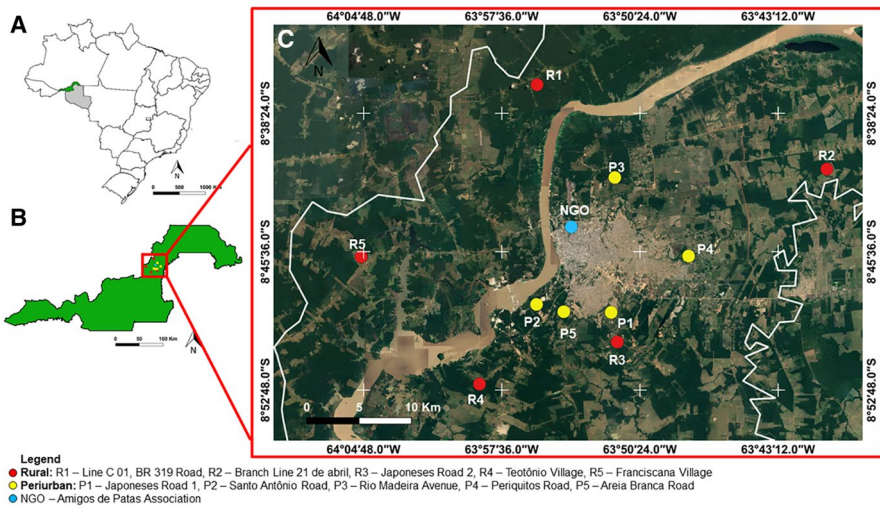 A
N
0 500 1000 KM
B
0 50 100 Km
N
64°04'48.0"W 63°57'36.0"W 63°50'24.0"W 63°43'12.0"W
C
N
R1
R2
P3
NGO
R5
P4
P2
P5
P1
R3
R4
0 5 10 Km
8°38'24.0"S
8°45'36.0"S
8°52'48.0"S
8°38'24.0"S
8°45'36.0"S
8°52'48.0"S
64°04'48.0"W 63°57'36.0"W 63°50'24.0"W 63°43'12.0"W
Legend
Rural: R1 – Line C 01, BR 319 Road, R2 – Branch Line 21 de abril, R3 – Japoneses Road 2, R4 – Teotônio Village, R5 – Franciscana Village
Periurban: P1 – Japoneses Road 1, P2 – Santo Antônio Road, P3 – Rio Madeira Avenue, P4 – Periquitos Road, P5 – Areia Branca Road
NGO – Amigos de Patas Association